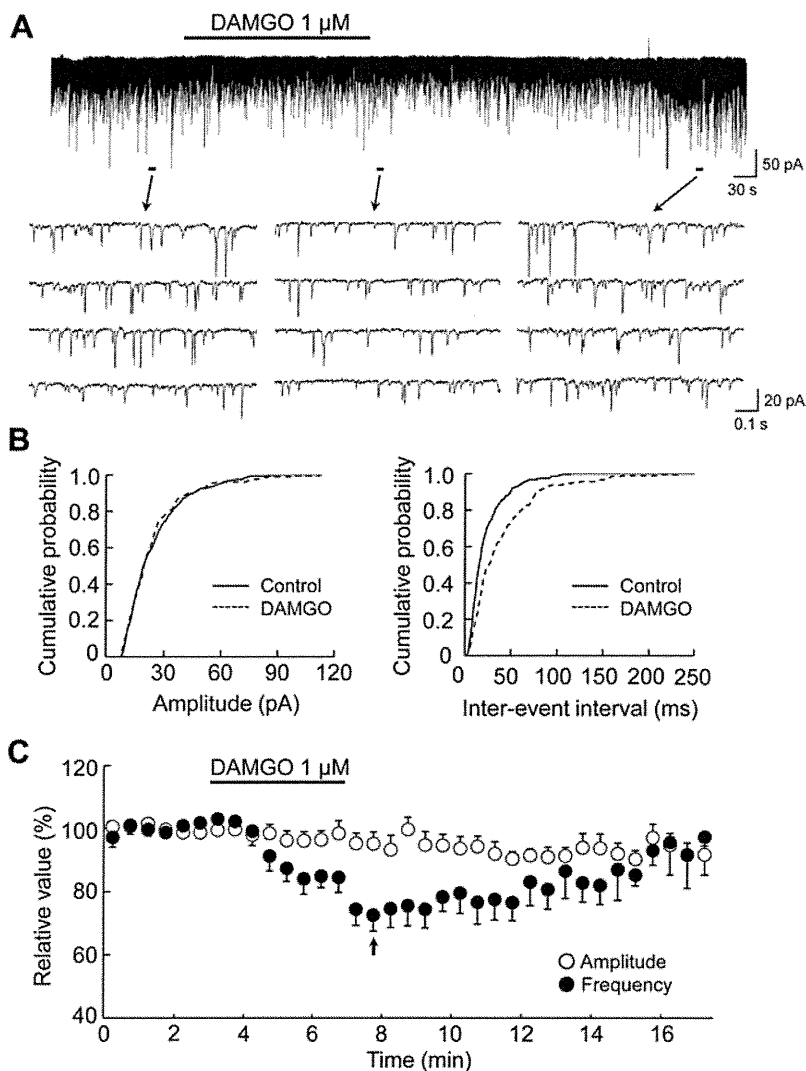 A
DAMGO 1 µM
50 pA
30 s
20 pA
0.1 s
B
Cumulative probability
1.0
0.8
0.6
0.4
0.2
0
Control
DAMGO
0 30 60 90 120
Amplitude (pA)
Cumulative probability
1.0
0.8
0.6
0.4
0.2
0
Control
DAMGO
0 50 100 150 200 250
Inter-event interval (ms)
C
DAMGO 1 µM
Relative value (%)
120
100
80
60
40
Amplitude
Frequency
0 2 4 6 8 10 12 14 16
Time (min)